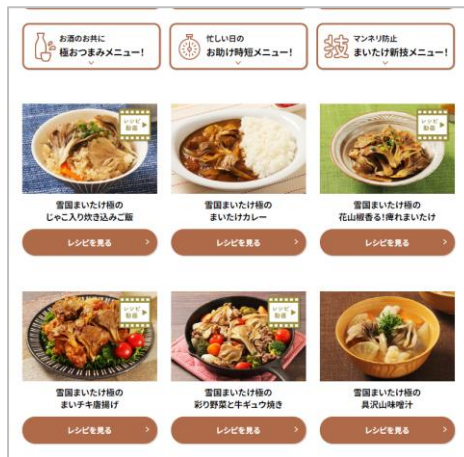 お酒のお共に
極おつまみメニュー！
忙しい日の
お助け時短メニュー！
マンネリ防止
技 まいたけ新技メニュー！
レシピ
動画
レシピ
動画
雪国まいたけ極の
じゃこ入り炊き込みご飯
雪国まいたけ極の
まいたけカレー
雪国まいたけ極の
花山椒香る！痺れまいたけ
レシピを見る
レシピを見る
レシピを見る
レシピ
動画
レシピ
動画
雪国まいたけ極の
まいチキ唐揚げ
雪国まいたけ極の
彩り野菜と牛ギュウ焼き
雪国まいたけ極の
具沢山味噌汁
レシピを見る
レシピを見る
レシピを見る